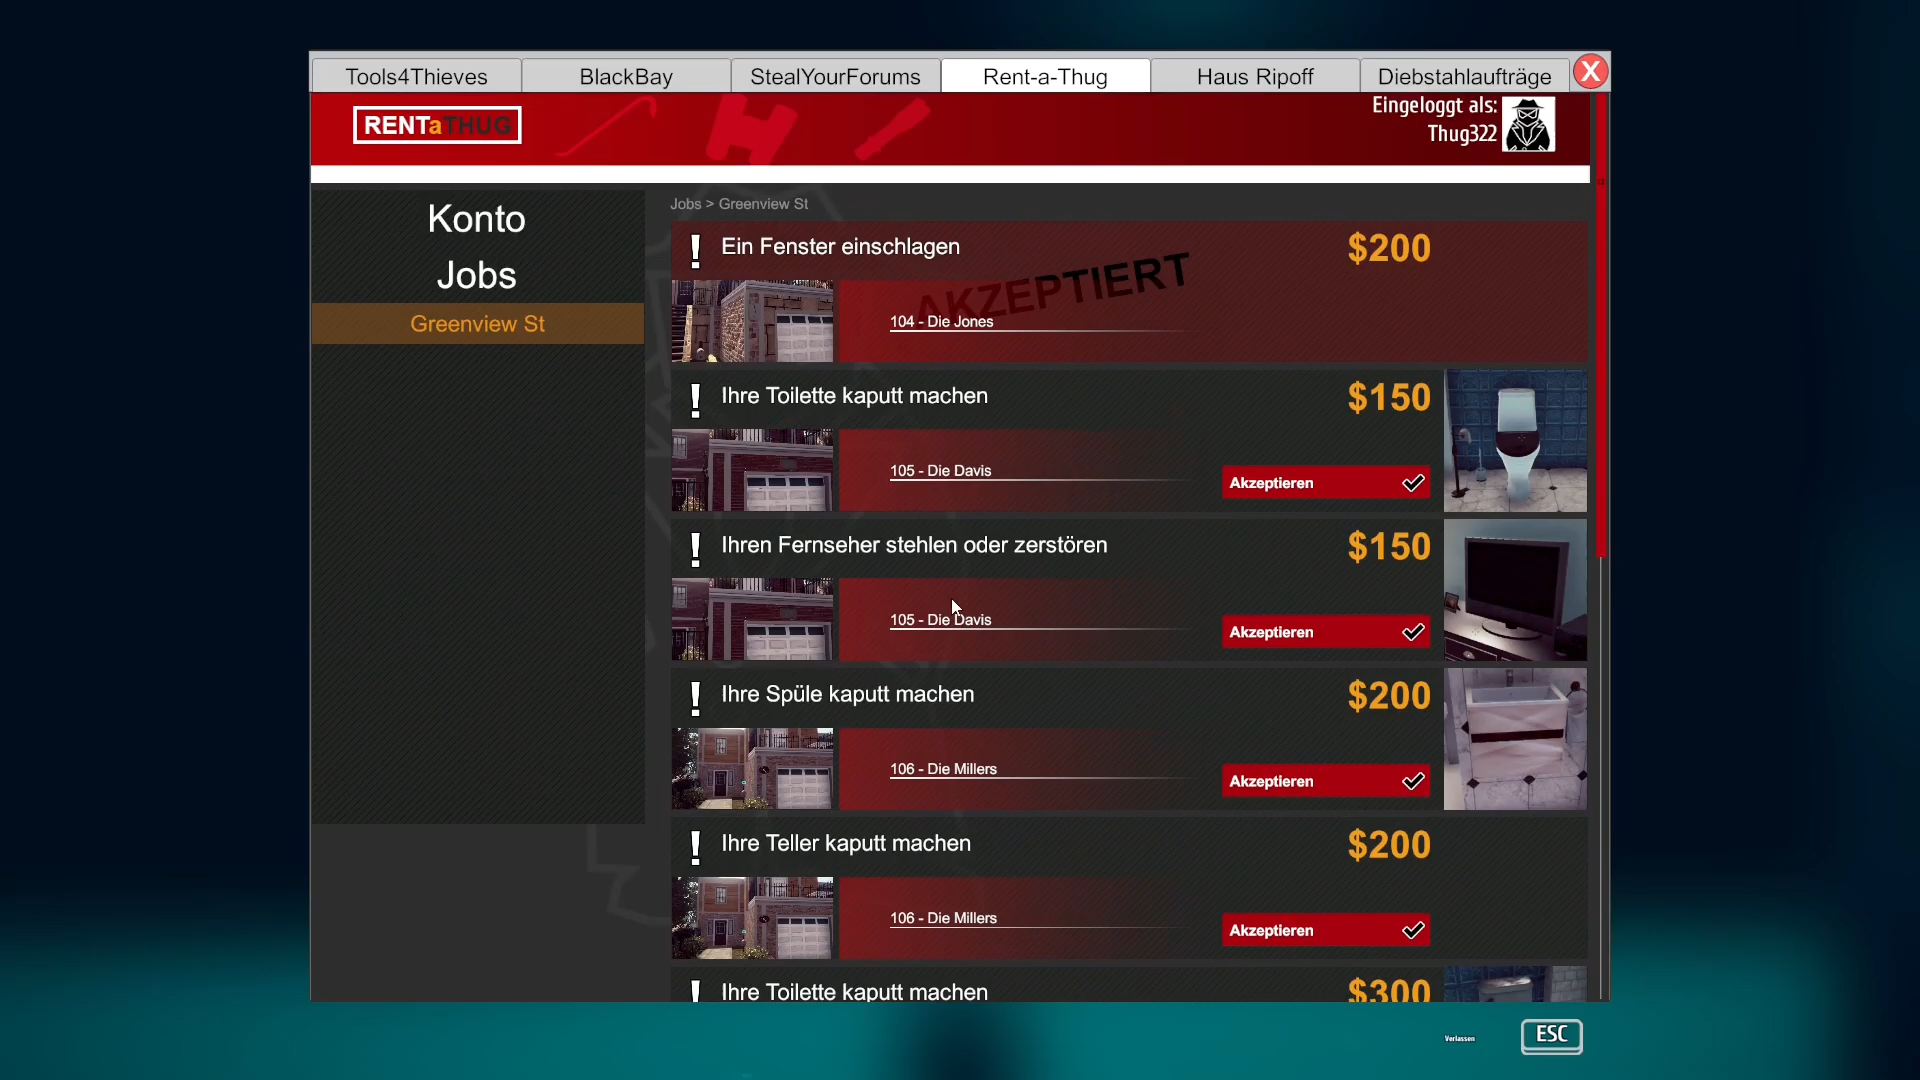 Tools4Thieves
BlackBay
StealYourForums
Rent-a-Thug
Haus Ripoff
Diebstahlaufträge
X
RENTaTHUG
Eingeloggt als:
Thug322
Konto
Jobs
Greenview St
Jobs > Greenview St
! Ein Fenster einschlagen
$200
AKZEPTIERT
104 - Die Jones
! Ihre Toilette kaputt machen
$150
105 - Die Davis
Akzeptieren
! Ihren Fernseher stehlen oder zerstören
$150
105 - Die Davis
Akzeptieren
! Ihre Spüle kaputt machen
$200
106 - Die Millers
Akzeptieren
! Ihre Teller kaputt machen
$200
106 - Die Millers
Akzeptieren
! Ihre Toilette kaputt machen
$300
Verlassen
ESC